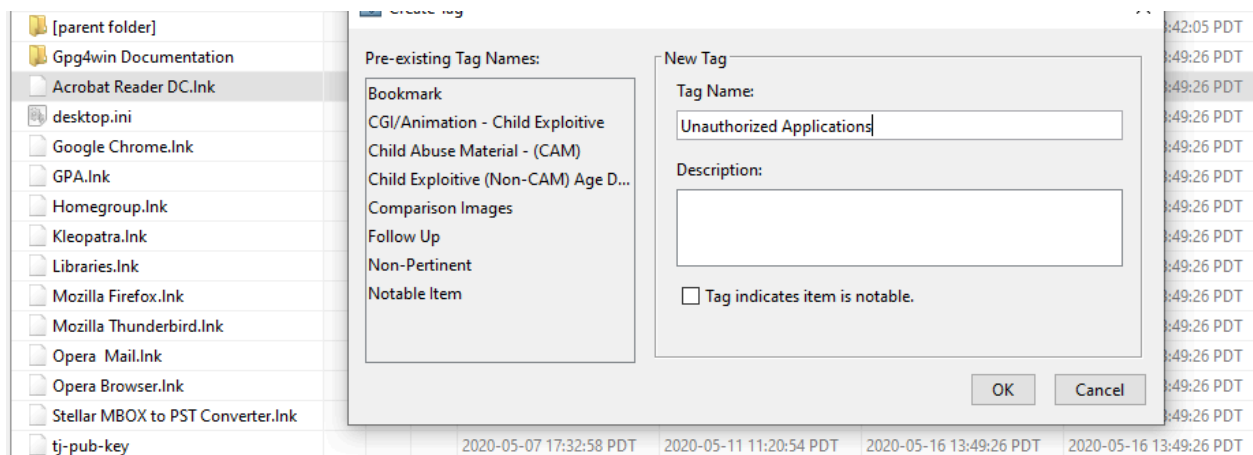 Create Tag
[parent folder]
Gpg4win Documentation
Acrobat Reader DC.lnk
desktop.ini
Google Chrome.lnk
GPA.lnk
Homegroup.lnk
Kleopatra.lnk
Libraries.lnk
Mozilla Firefox.lnk
Mozilla Thunderbird.lnk
Opera  Mail.lnk
Opera Browser.lnk
Stellar MBOX to PST Converter.lnk
tj-pub-key
Pre-existing Tag Names:
Bookmark
CGI/Animation - Child Exploitive
Child Abuse Material - (CAM)
Child Exploitive (Non-CAM) Age D...
Comparison Images
Follow Up
Non-Pertinent
Notable Item
New Tag
Tag Name:
Unauthorized Applications
Description:
Tag indicates item is notable.
OK Cancel
:42:05 PDT
:49:26 PDT
:49:26 PDT
:49:26 PDT
:49:26 PDT
:49:26 PDT
:49:26 PDT
:49:26 PDT
:49:26 PDT
:49:26 PDT
:49:26 PDT
:49:26 PDT
:49:26 PDT
:49:26 PDT
2020-05-07 17:32:58 PDT 2020-05-11 11:20:54 PDT 2020-05-16 13:49:26 PDT 2020-05-16 13:49:26 PDT